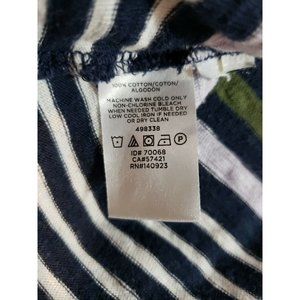 100% COTTON/COTON/
ALGODON
MACHINE WASH COLD ONLY
NON-CHLORINE BLEACH
WHEN NEEDED TUMBLE DRY
LOW COOL IRON IF NEEDED
OR DRY CLEAN
498338
ID# 70068
CA#57421
RN#140923